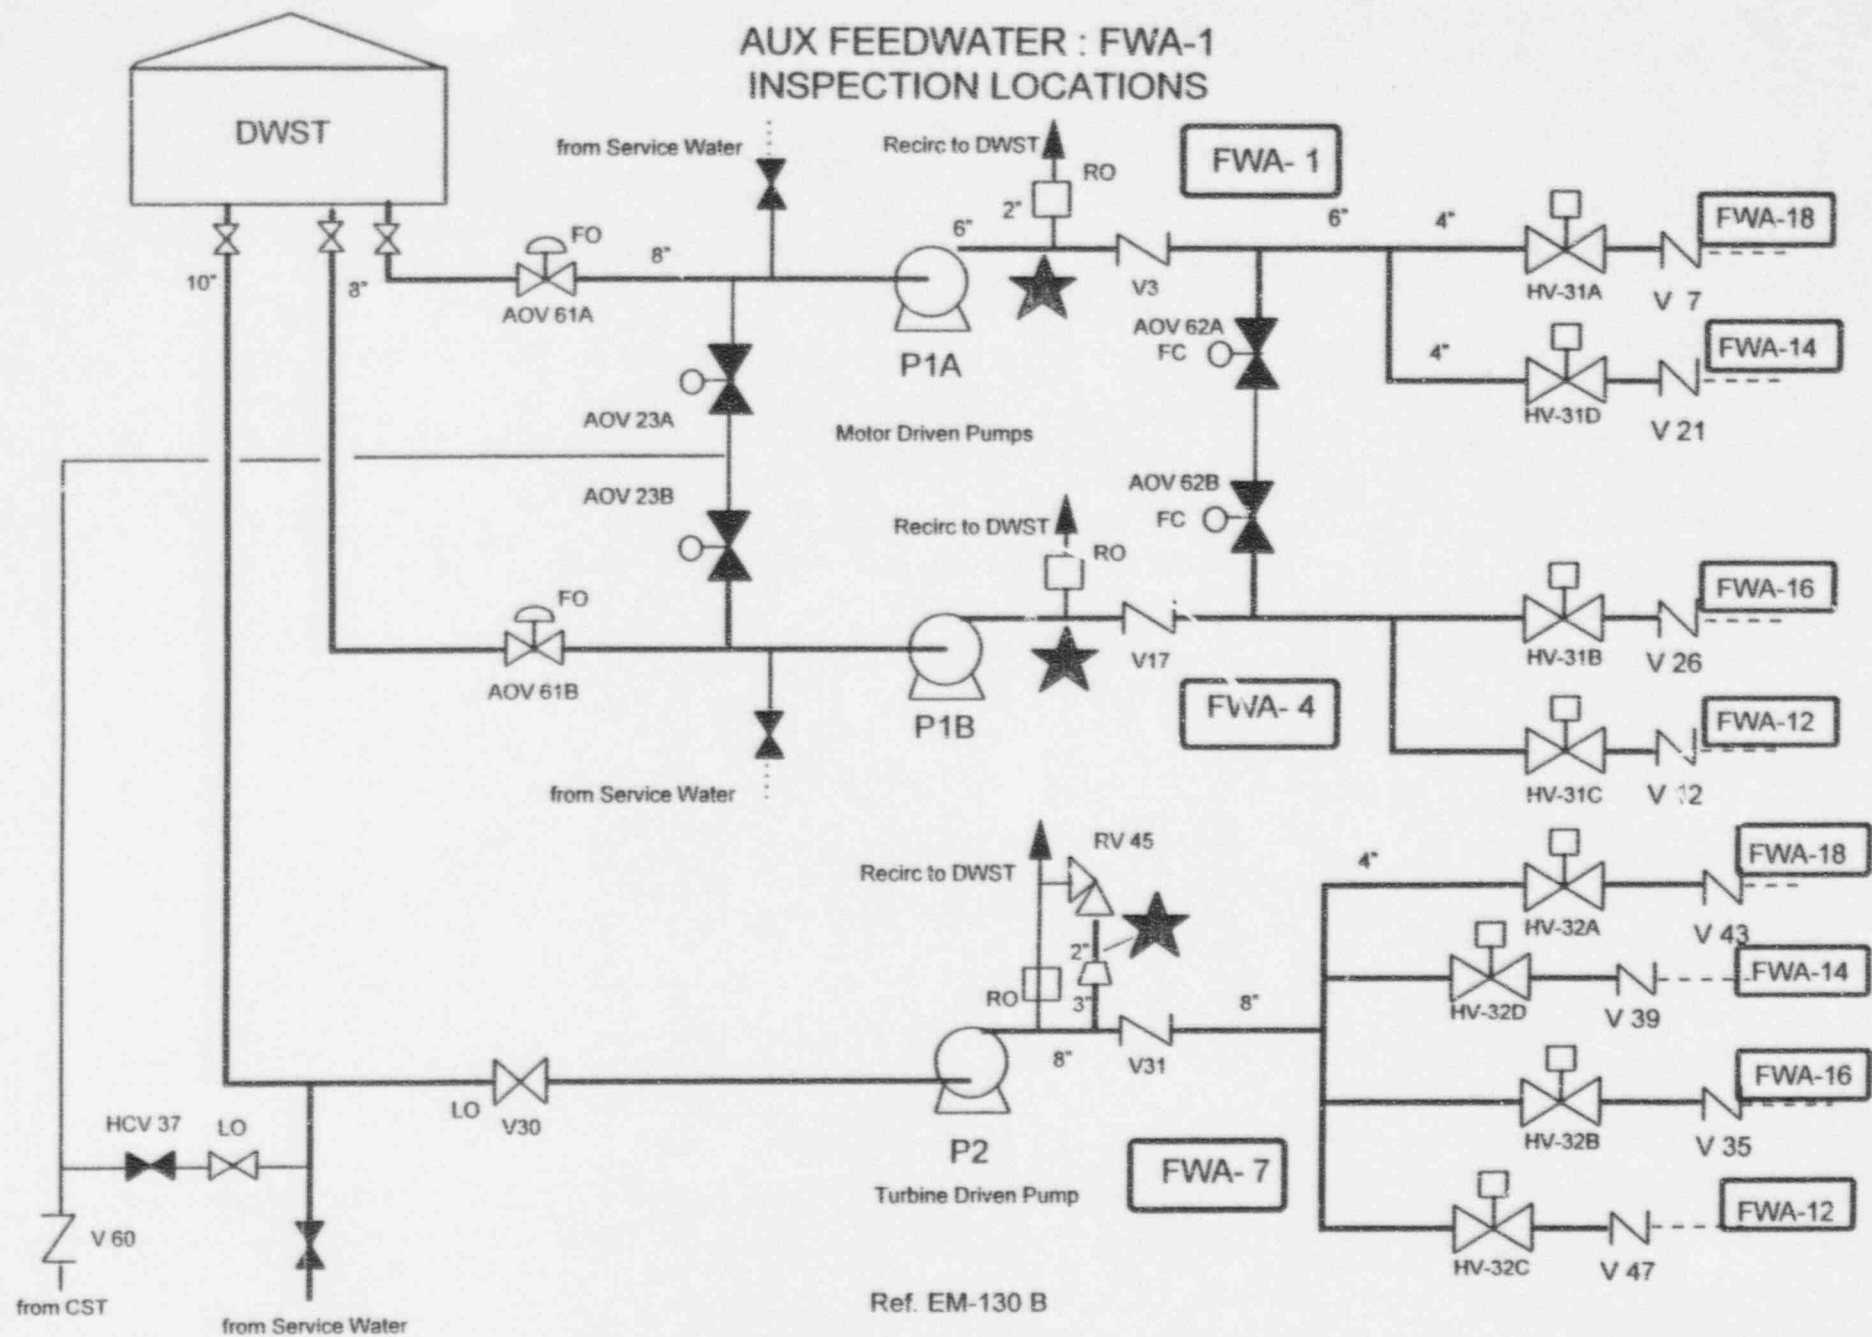 AUX FEEDWATER : FWA-1
INSPECTION LOCATIONS
DWST
from Service Water
Recirc to DWST
RO
2"
FWA- 1
6"
6"
4"
FWA-18
FO
8"
10"
8"
AOV 61A
P1A
V3
HV-31A
V 7
AOV 62A
FC
4"
FWA-14
HV-31D
V 21
AOV 23A
Motor Driven Pumps
AOV 23B
AOV 62B
FC
Recirc to DWST
RO
FO
AOV 61B
P1B
V17
FWA- 4
HV-31B
V 26
FWA-16
FWA-12
HV-31C
V 12
from Service Water
RV 45
Recirc to DWST
4"
FWA-18
HV-32A
V 43
2"
RO
3"
8"
8"
V31
HV-32D
V 39
FWA-14
FWA-16
HV-32B
V 35
LO
V30
P2
Turbine Driven Pump
FWA- 7
HCV 37
LO
FWA-12
HV-32C
V 47
V 60
from CST
from Service Water
Ref. EM-130 B